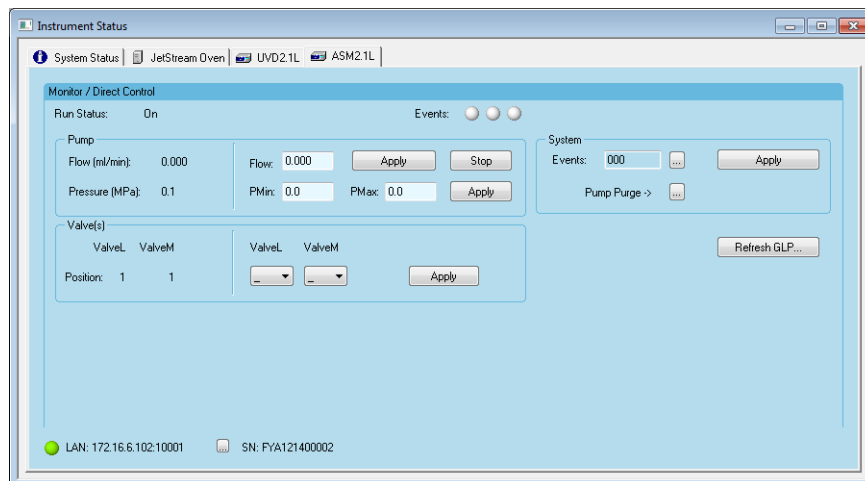 Instrument Status
System Status JetStream Oven UVD2.1L ASM2.1L
Monitor / Direct Control
Run Status: On Events:
Pump System
Flow (ml/min): 0.000 Flow: 0.000 Apply Stop Events: 000 ... Apply
Pressure (MPa): 0.1 PMin: 0.0 PMax: 0.0 Apply Pump Purge -> ...
Valve(s)
ValveL ValveM ValveL ValveM Refresh GLP...
Position: 1 1 _ _ Apply
LAN: 172.16.6.102:10001 ... SN: FYA121400002